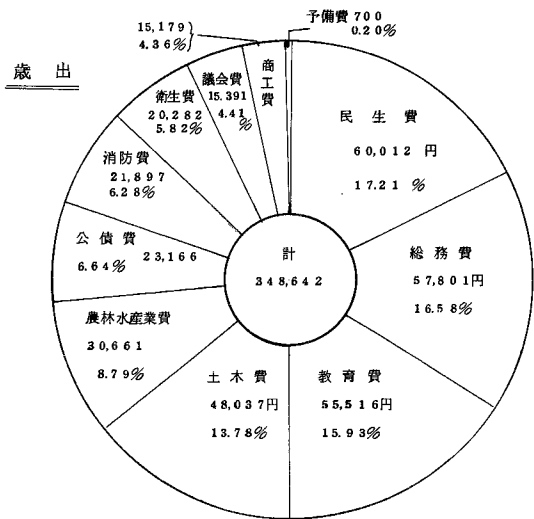 歳出
15,179
4.36%
予備費 700
0.20%
商工費
民生費
60,012 円
17.21 %
総務費
57,801円
16.58%
教育費
55,516円
15.93%
土木費
48,037円
13.78%
農林水産業費
30,661
8.79%
公債費 23,166
6.64%
消防費
21,897
6.28%
衛生費
20,282
5.82%
議会費
15.391
4.41
%
計
348,642